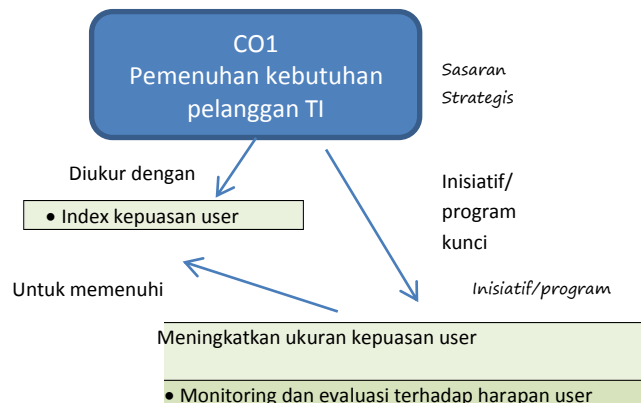 CO1
Pemenuhan kebutuhan
pelanggan TI
Sasaran
Strategis
Diukur dengan
• Index kepuasan user
Inisiatif/
program
kunci
Untuk memenuhi
Inisiatif/program
Meningkatkan ukuran kepuasan user
• Monitoring dan evaluasi terhadap harapan user